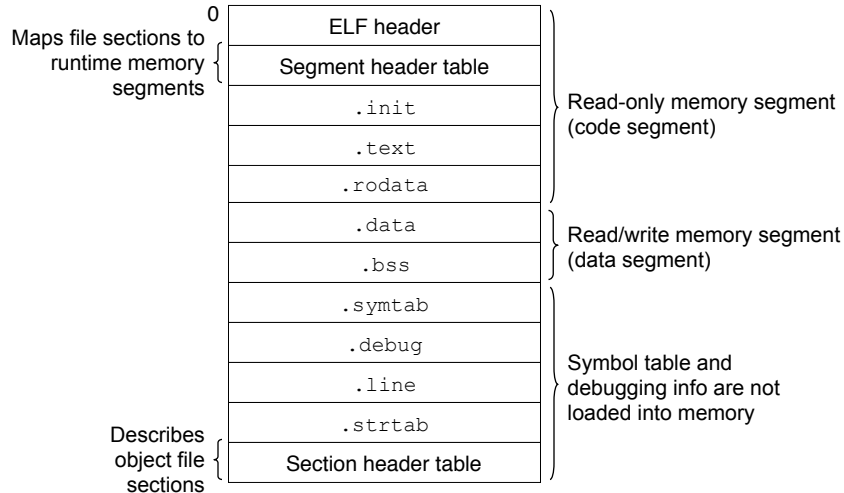 0
ELF header
Maps file sections to
runtime memory
segments
Segment header table
.init
.text
.rodata
Read-only memory segment
(code segment)
.data
.bss
Read/write memory segment
(data segment)
.symtab
.debug
.line
.strtab
Symbol table and
debugging info are not
loaded into memory
Describes
object file
sections
Section header table